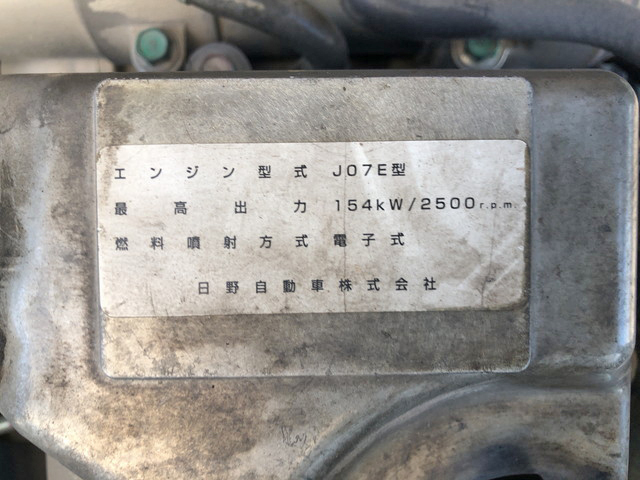 エンジン型式 J07E型
最高出力 154kW/2500r.p.m.
燃料噴射方式 電子式
日野自動車株式会社